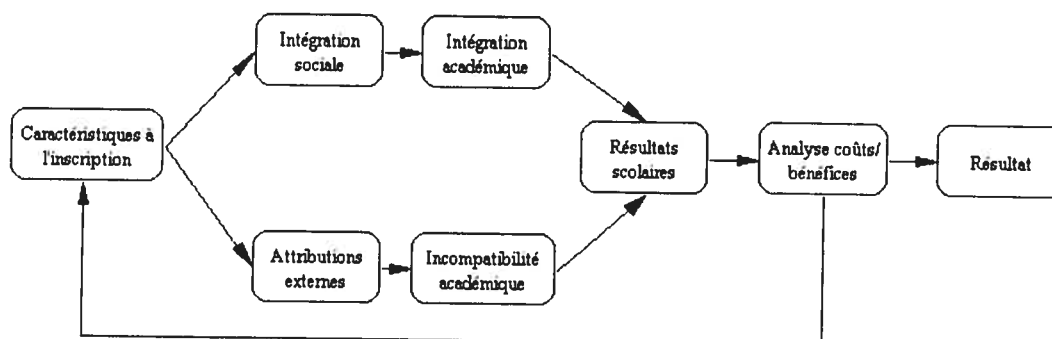 Caractéristiques à
l'inscription
Intégration
sociale
Intégration
académique
Attributions
externes
Incompatibilité
académique
Résultats
scolaires
Analyse coûts/
bénéfices
Résultat